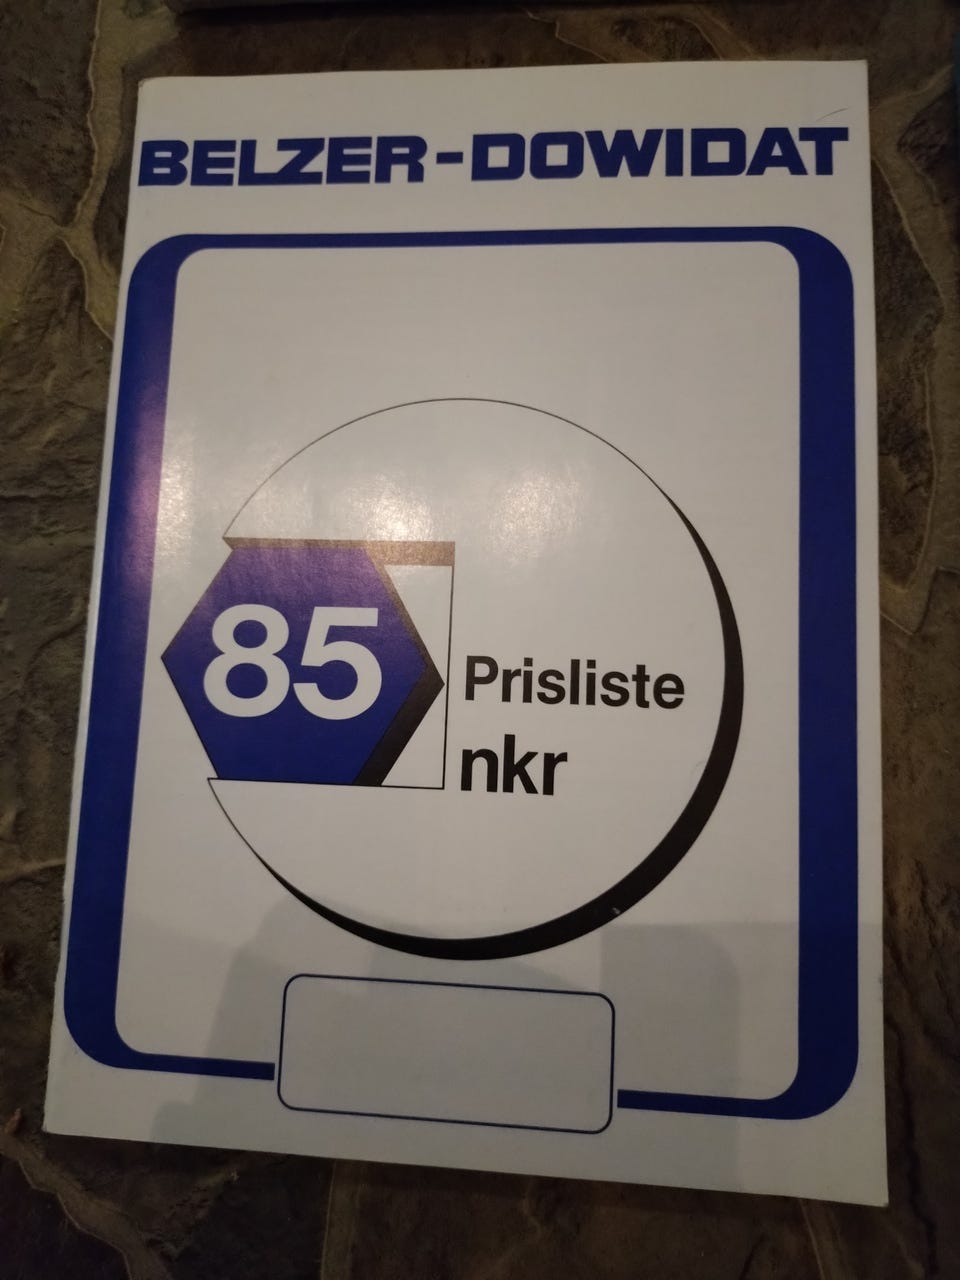 BELZER-DOWIDAT
85
Prisliste
nkr